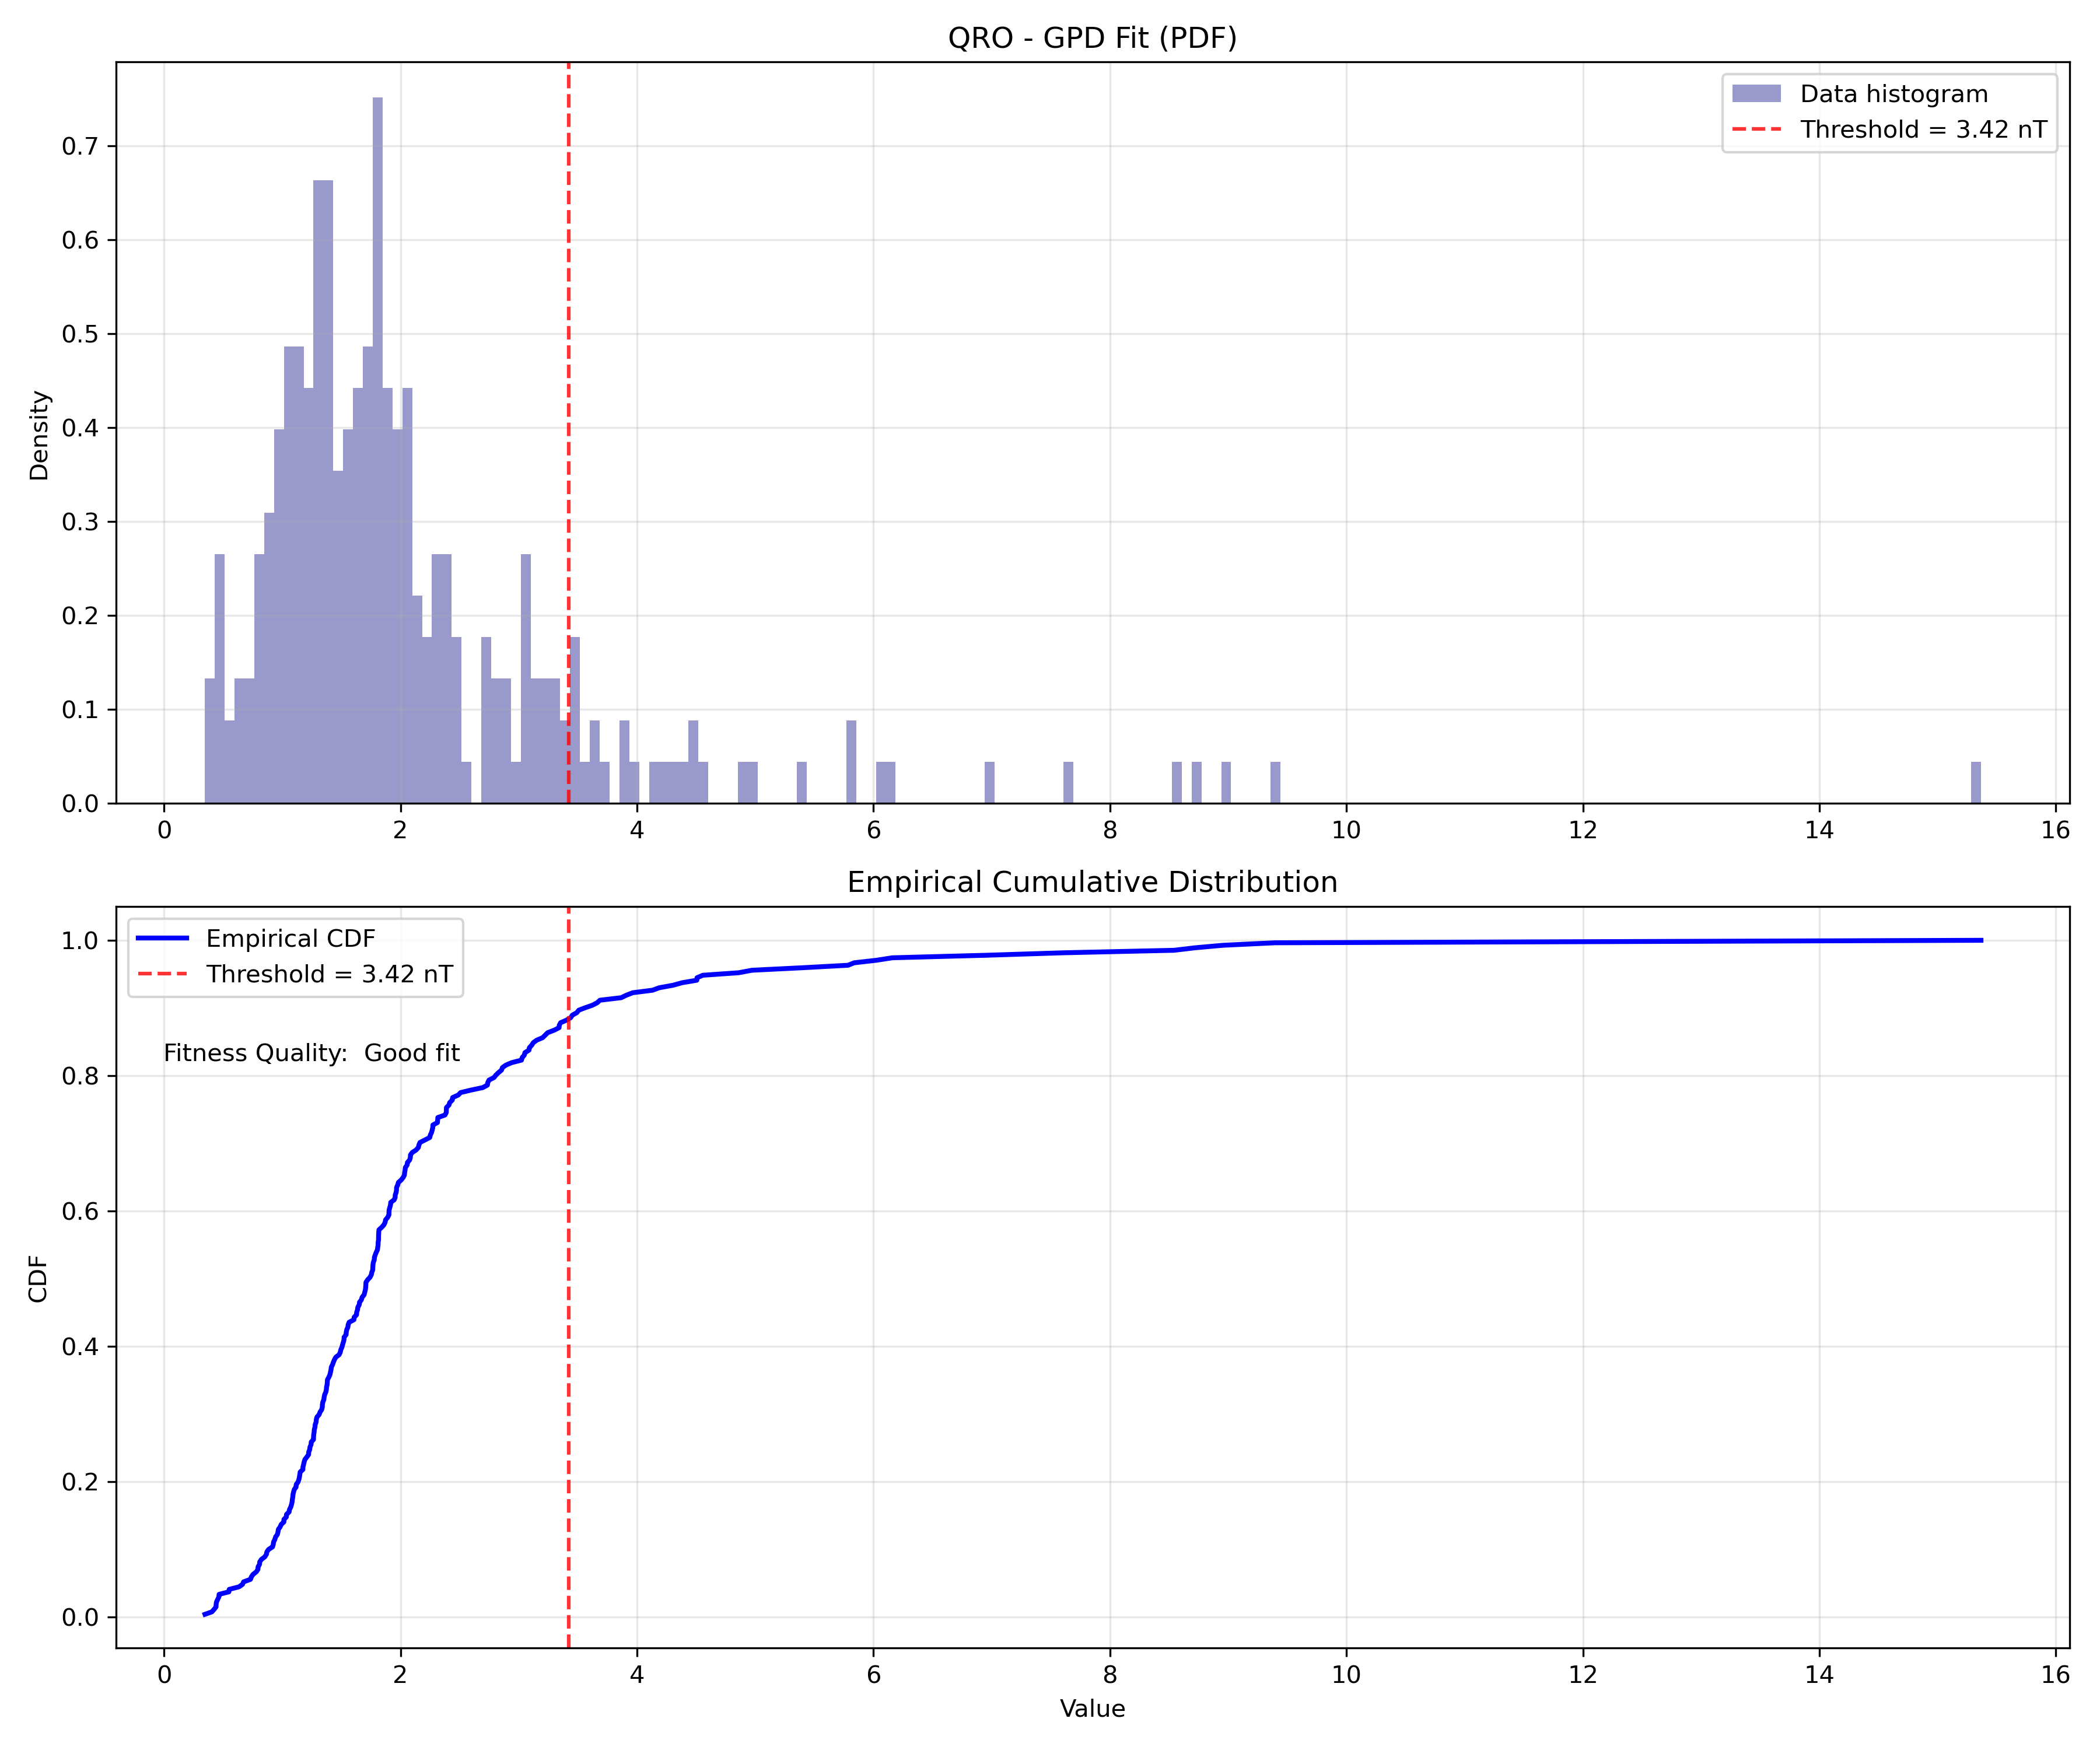 QRO - GPD Fit (PDF)
Data histogram
Threshold = 3.42 nT
Density
0.7
0.6
0.5
0.4
0.3
0.2
0.1
0.0
0 2 4 6 8 10 12 14 16
Empirical Cumulative Distribution
Empirical CDF
Threshold = 3.42 nT
Fitness Quality:  Good fit
CDF
1.0
0.8
0.6
0.4
0.2
0.0
0 2 4 6 8 10 12 14 16
Value